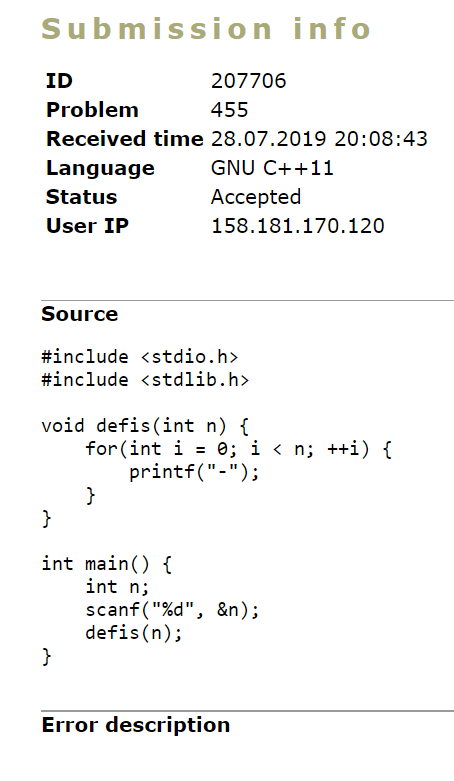 Submission info
ID 207706
Problem 455
Received time 28.07.2019 20:08:43
Language GNU C++11
Status Accepted
User IP 158.181.170.120
Source
#include <stdio.h>
#include <stdlib.h>
void defis(int n) {
    for(int i = 0; i < n; ++i) {
        printf("-");
    }
}
int main() {
    int n;
    scanf("%d", &n);
    defis(n);
}
Error description